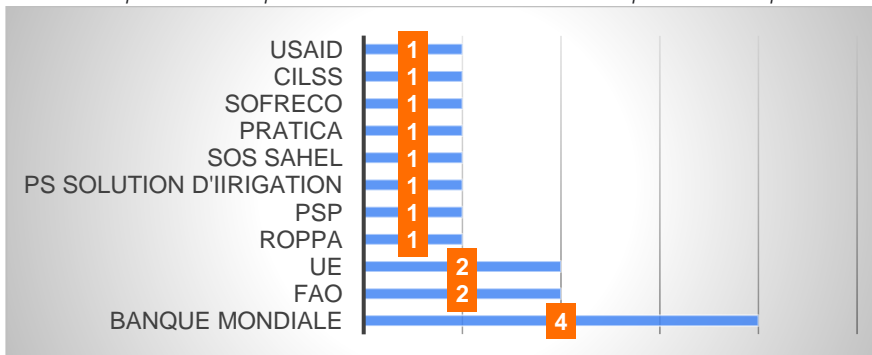 USAID 1
CILSS 1
SOFRECO 1
PRATICA 1
SOS SAHEL 1
PS SOLUTION D'IIRIGATION 1
PSP 1
ROPPA 1
UE 2
FAO 2
BANQUE MONDIALE 4